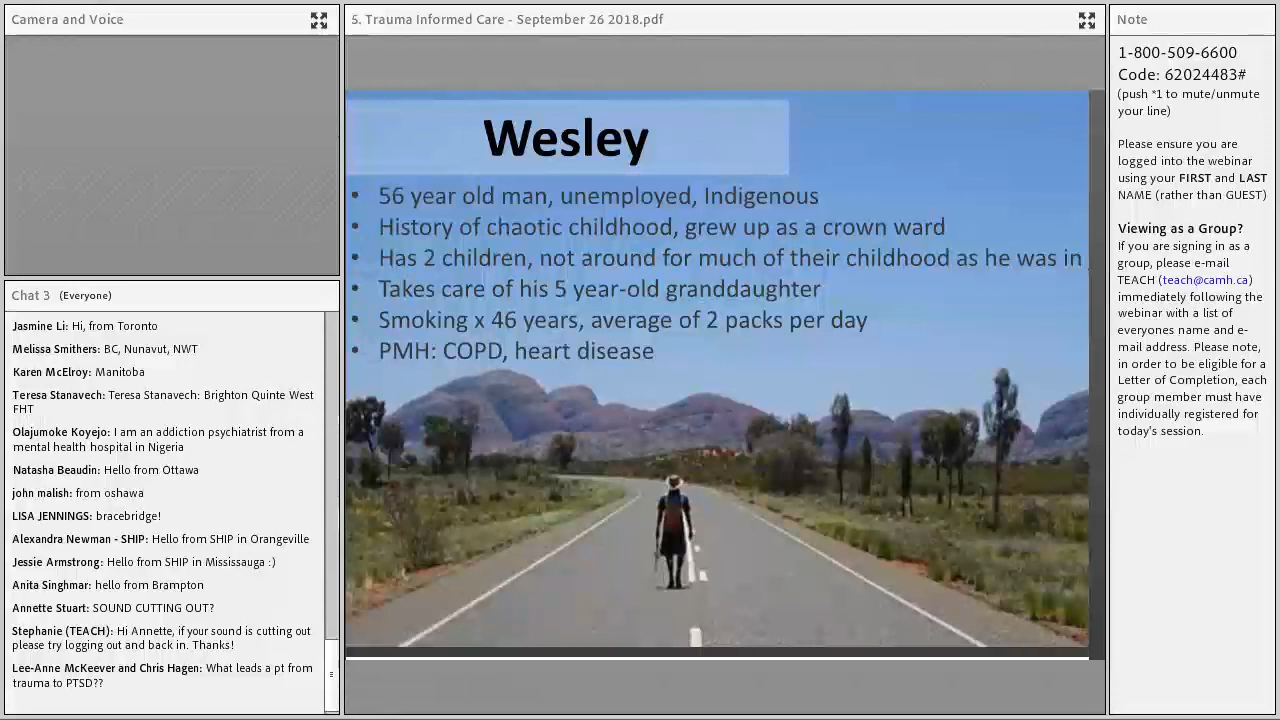 Camera and Voice
Chat 3 (Everyone)
Jasmine Li: Hi, from Toronto
Melissa Smithers: BC, Nunavut, NWT
Karen McElroy: Manitoba
Teresa Stanavech: Teresa Stanavech: Brighton Quinte West
FHT
Olajumoke Koyejo: I am an addiction psychiatrist from a
mental health hospital in Nigeria
Natasha Beaudin: Hello from Ottawa
john malish: from oshawa
LISA JENNINGS: bracebridge!
Alexandra Newman - SHIP: Hello from SHIP in Orangeville
Jessie Armstrong: Hello from SHIP in Mississauga :)
Anita Singhmar: hello from Brampton
Annette Stuart: SOUND CUTTING OUT?
Stephanie (TEACH): Hi Annette, if your sound is cutting out
please try logging out and back in. Thanks!
Lee-Anne McKeever and Chris Hagen: What leads a pt from
trauma to PTSD??
5. Trauma Informed Care - September 26 2018.pdf
Wesley
• 56 year old man, unemployed, Indigenous
• History of chaotic childhood, grew up as a crown ward
• Has 2 children, not around for much of their childhood as he was in
• Takes care of his 5 year-old granddaughter
• Smoking x 46 years, average of 2 packs per day
• PMH: COPD, heart disease
Note
1-800-509-6600
Code: 62024483#
(push *1 to mute/unmute
your line)
Please ensure you are
logged into the webinar
using your FIRST and LAST
NAME (rather than GUEST)
Viewing as a Group?
If you are signing in as a
group, please e-mail
TEACH (teach@camh.ca)
immediately following the
webinar with a list of
everyones name and e-
mail address. Please note,
in order to be eligible for a
Letter of Completion, each
group member must have
individually registered for
today's session.